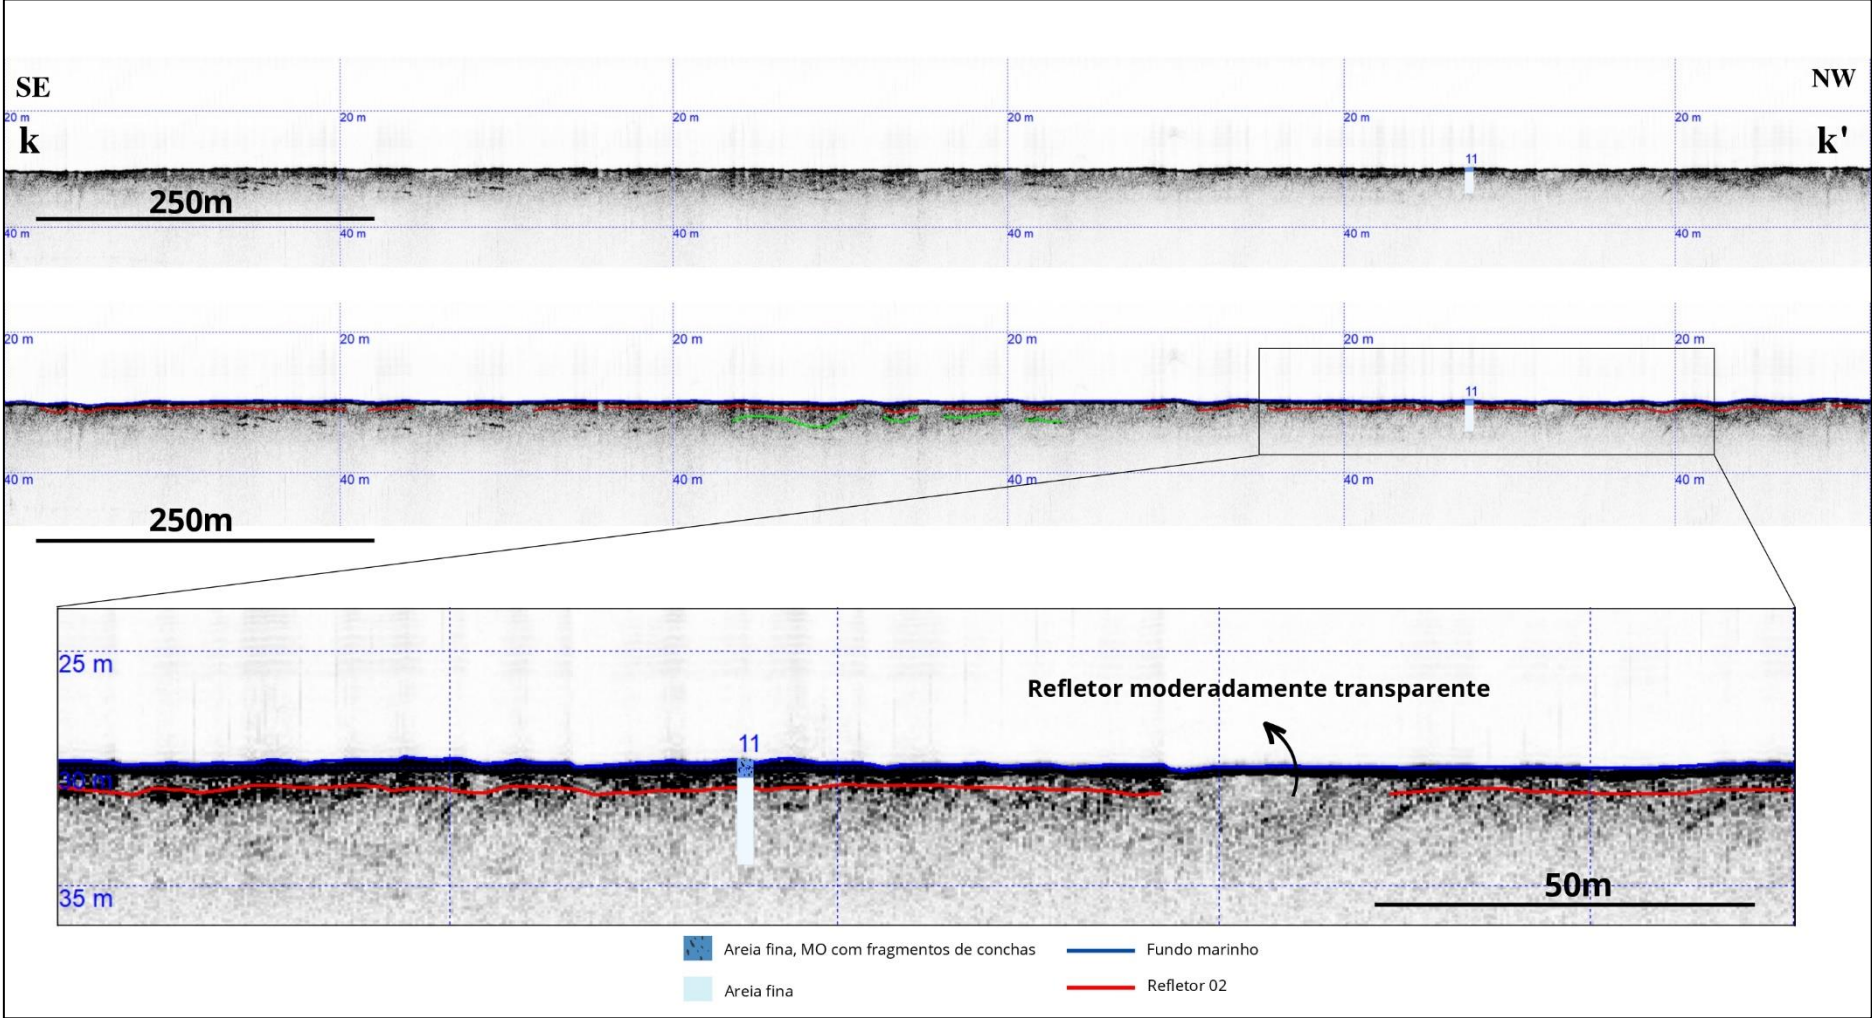 SE
NW
20 m 20 m 20 m 20 m 20 m 20 m
k
k'
11
250m
40 m 40 m 40 m 40 m 40 m 40 m
20 m 20 m 20 m 20 m 20 m 20 m
11
40 m 40 m 40 m 40 m 40 m 40 m
250m
25 m
Refletor moderadamente transparente
11
30 m
35 m
50m
Areia fina, MO com fragmentos de conchas
Fundo marinho
Areia fina
Refletor 02